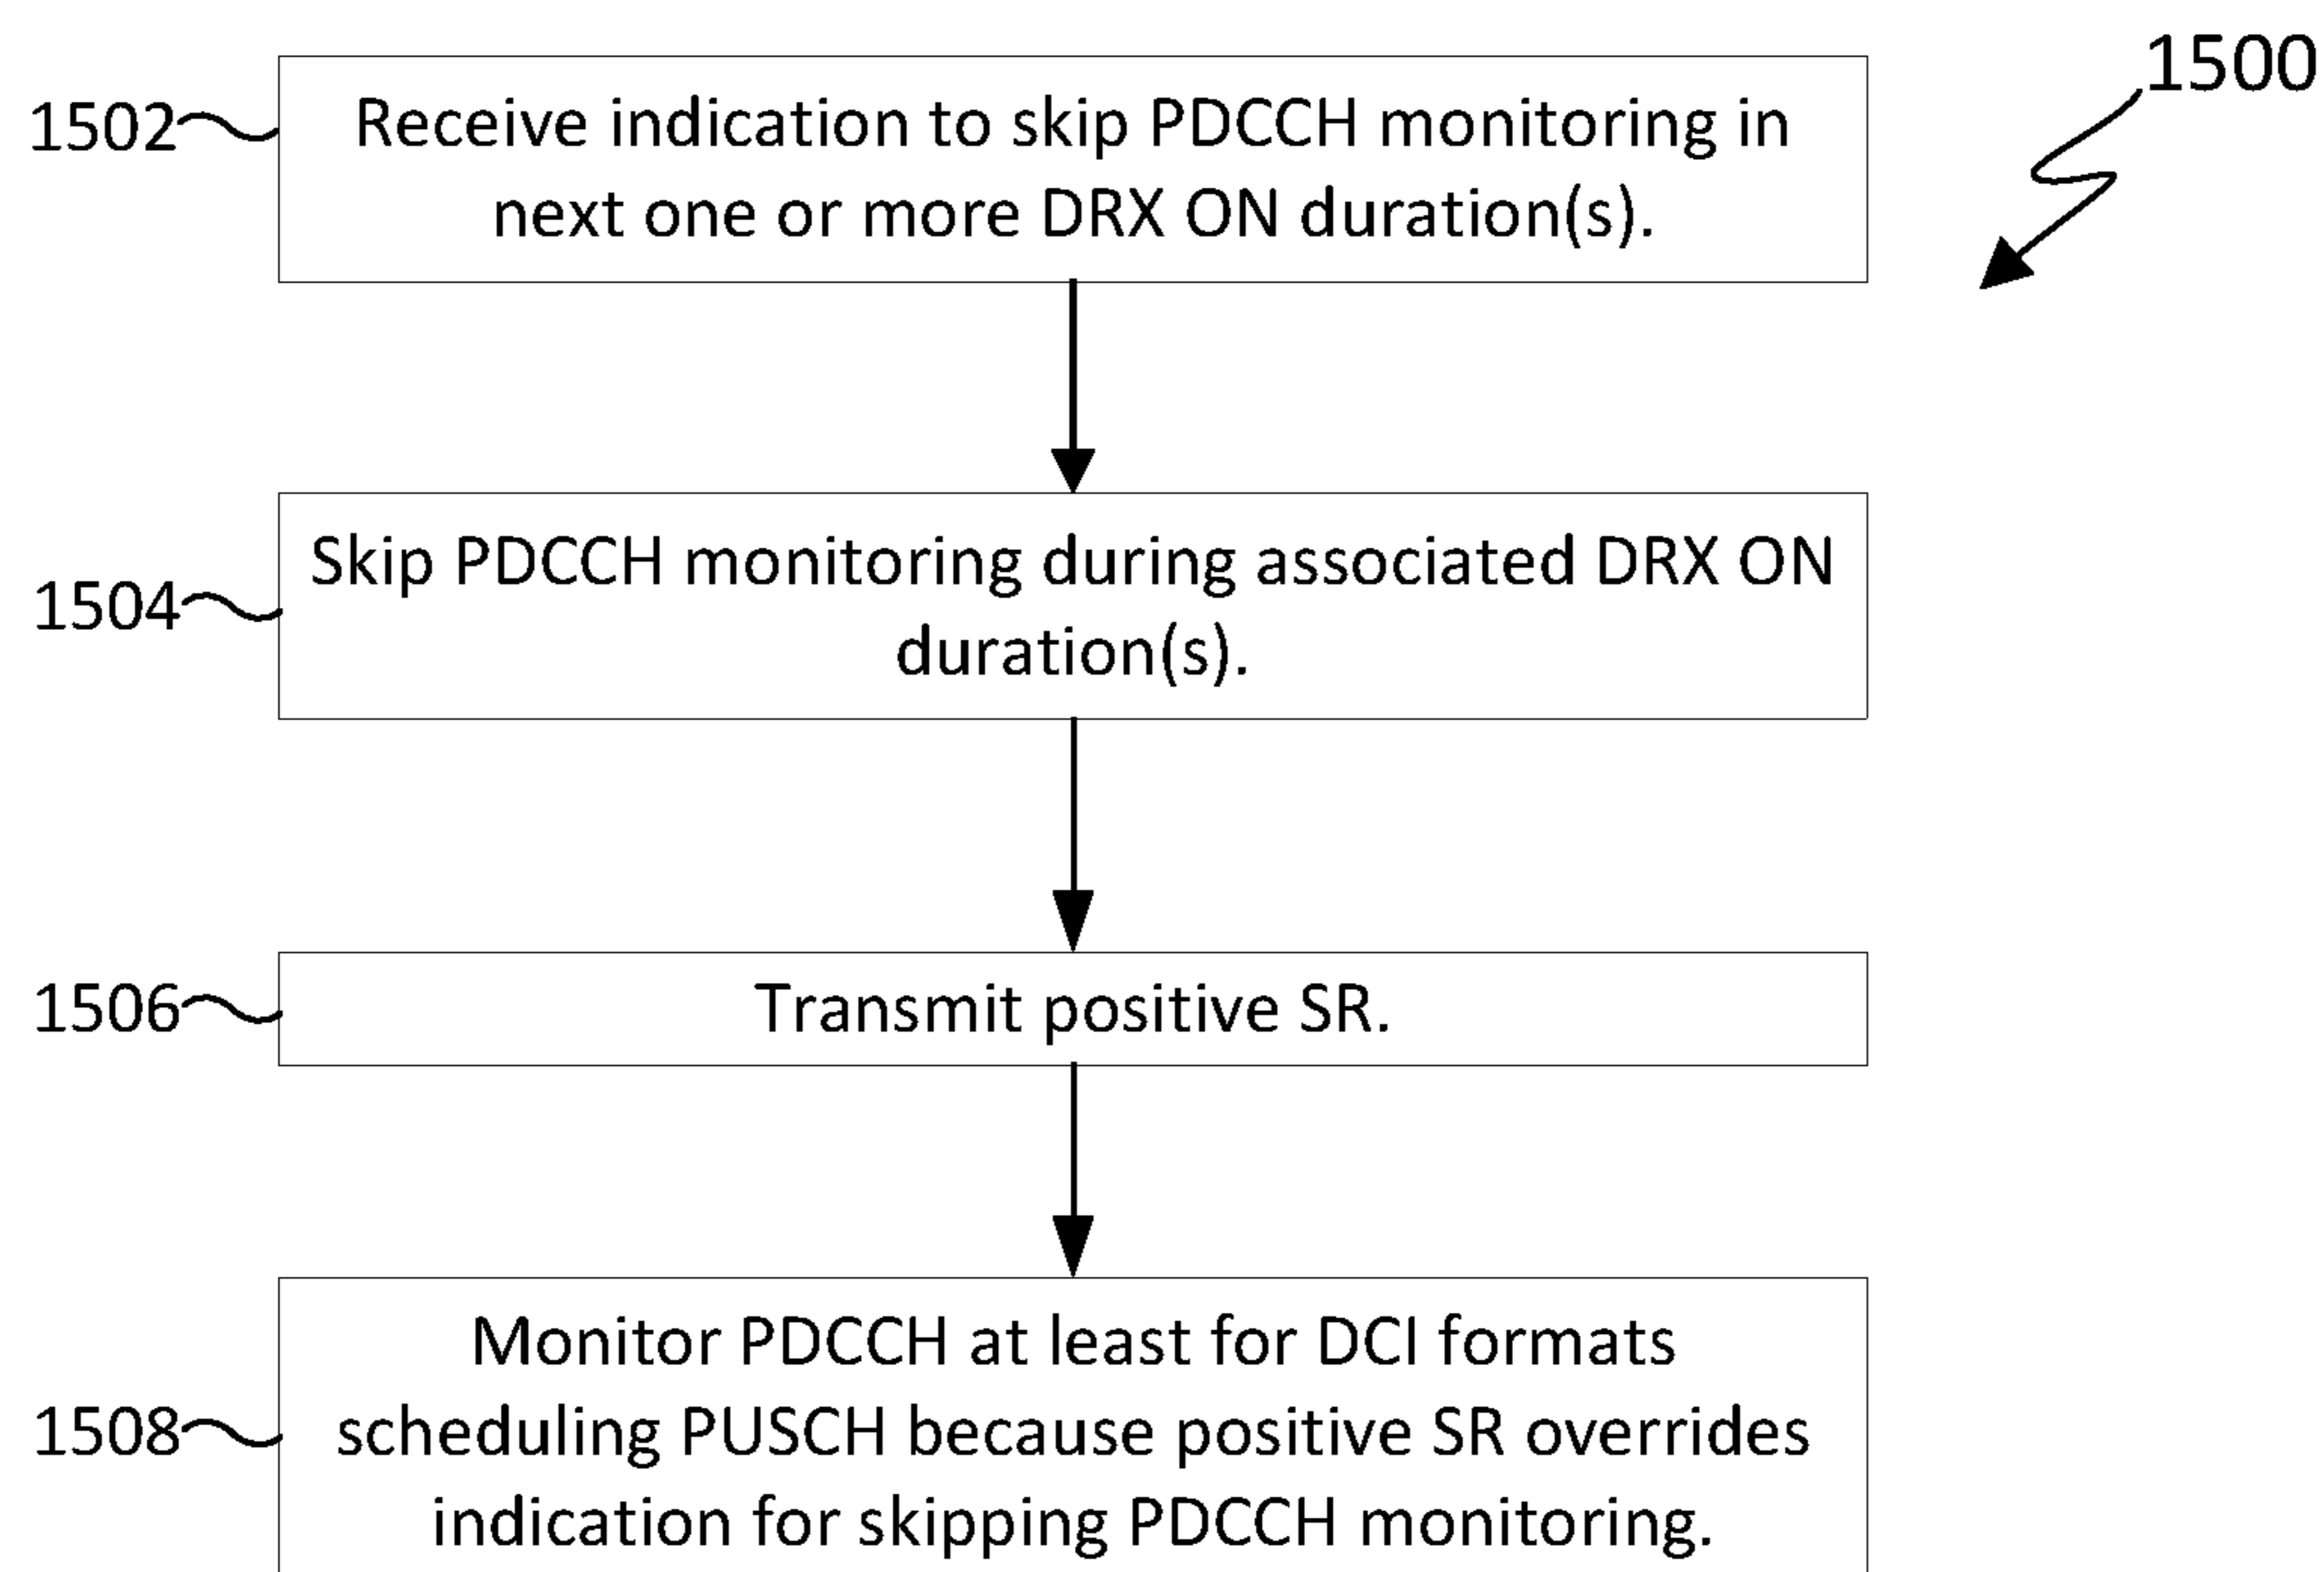 1500
1502
Receive indication to skip PDCCH monitoring in
next one or more DRX ON duration(s).
1504
Skip PDCCH monitoring during associated DRX ON
duration(s).
1506
Transmit positive SR.
1508
Monitor PDCCH at least for DCI formats
scheduling PUSCH because positive SR overrides
indication for skipping PDCCH monitoring.